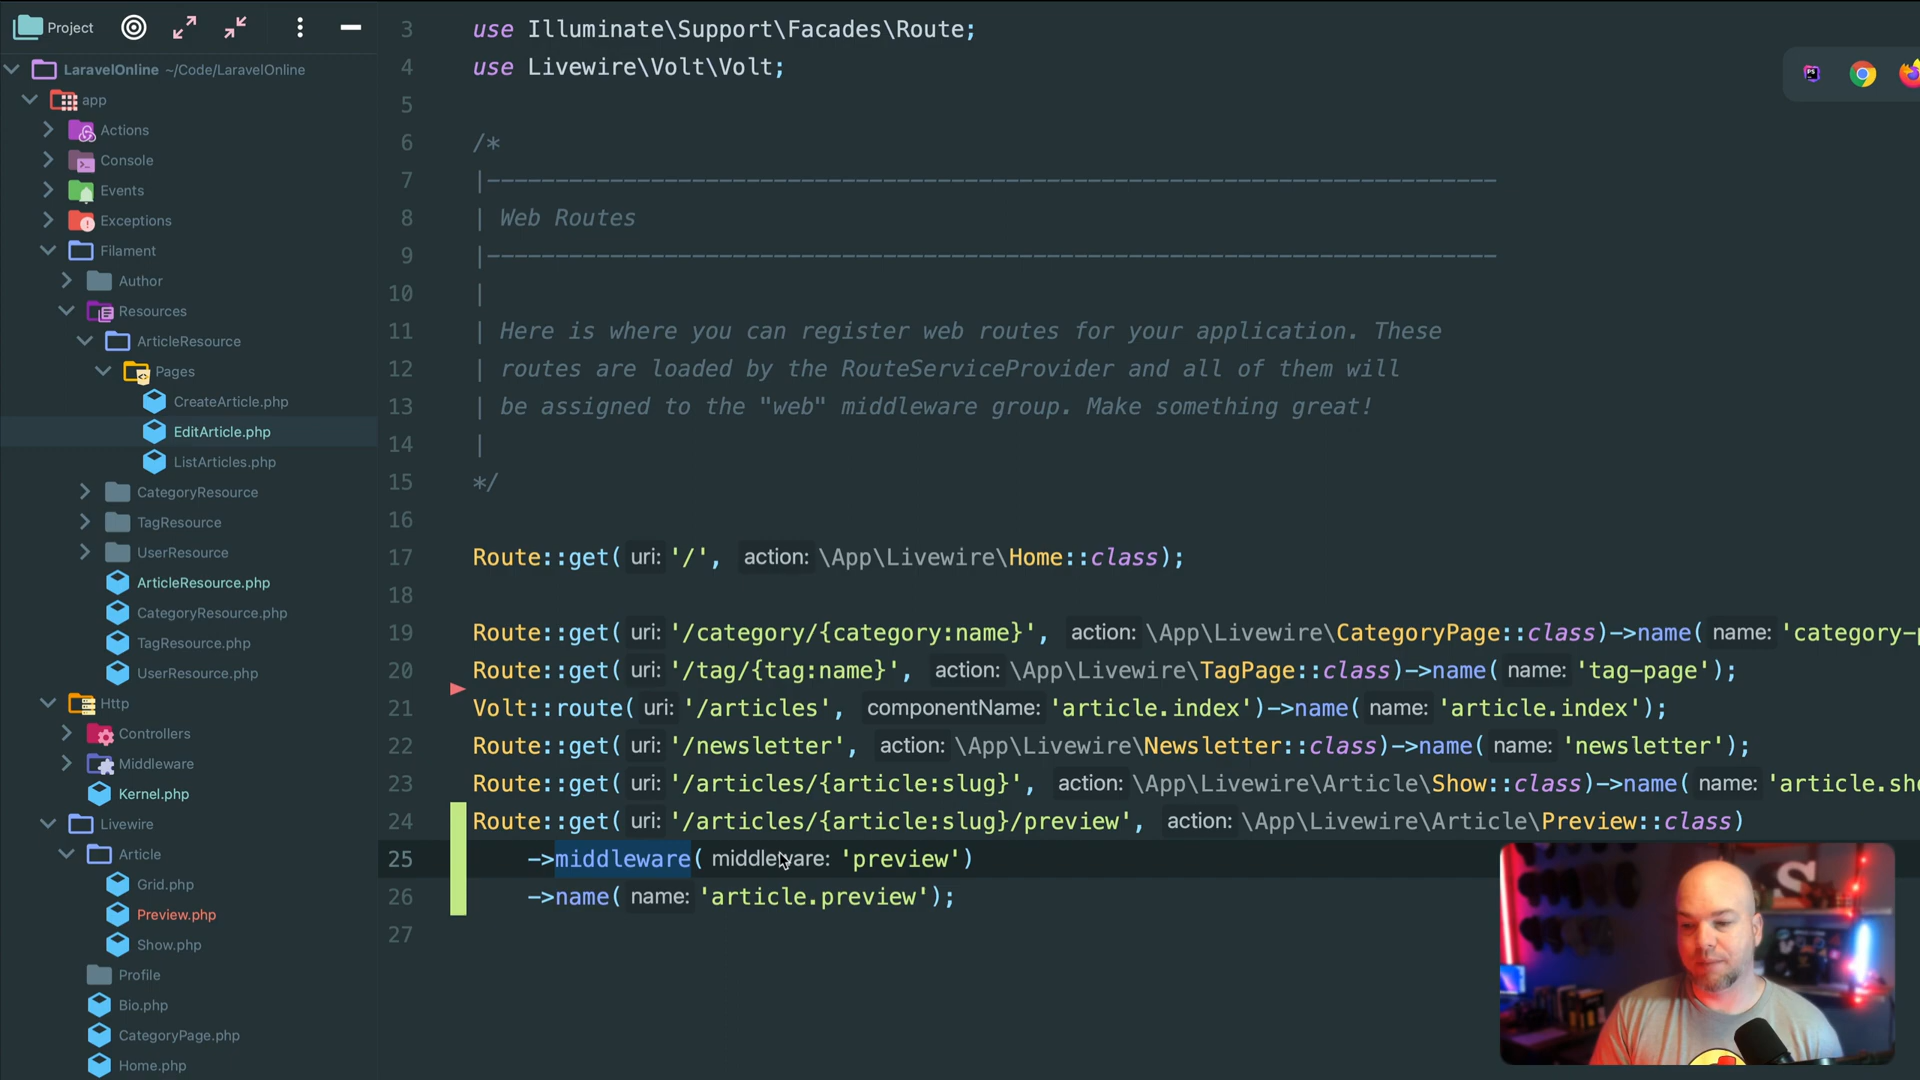 Project
LaravelOnline ~/Code/LaravelOnline
app
Actions
Console
Events
Exceptions
Filament
Author
Resources
ArticleResource
Pages
CreateArticle.php
EditArticle.php
ListArticles.php
CategoryResource
TagResource
UserResource
ArticleResource.php
CategoryResource.php
TagResource.php
UserResource.php
Http
Controllers
Middleware
Kernel.php
Livewire
Article
Grid.php
Preview.php
Show.php
Profile
Bio.php
CategoryPage.php
Home.php
3 use Illuminate\Support\Facades\Route;
4 use Livewire\Volt\Volt;
5
6 /*
7 |--------------------------------------------------------------------------
8 | Web Routes
9 |--------------------------------------------------------------------------
10 |
11 | Here is where you can register web routes for your application. These
12 | routes are loaded by the RouteServiceProvider and all of them will
13 | be assigned to the "web" middleware group. Make something great!
14 |
15 */
16
17 Route::get( uri: '/', action: \App\Livewire\Home::class);
18
19 Route::get( uri: '/category/{category:name}', action: \App\Livewire\CategoryPage::class)->name( name: 'category-p
20 Route::get( uri: '/tag/{tag:name}', action: \App\Livewire\TagPage::class)->name( name: 'tag-page');
21 Volt::route( uri: '/articles', componentName: 'article.index')->name( name: 'article.index');
22 Route::get( uri: '/newsletter', action: \App\Livewire\Newsletter::class)->name( name: 'newsletter');
23 Route::get( uri: '/articles/{article:slug}', action: \App\Livewire\Article\Show::class)->name( name: 'article.sho
24 Route::get( uri: '/articles/{article:slug}/preview', action: \App\Livewire\Article\Preview::class)
25 ->middleware( middleware: 'preview')
26 ->name( name: 'article.preview');
27
PS